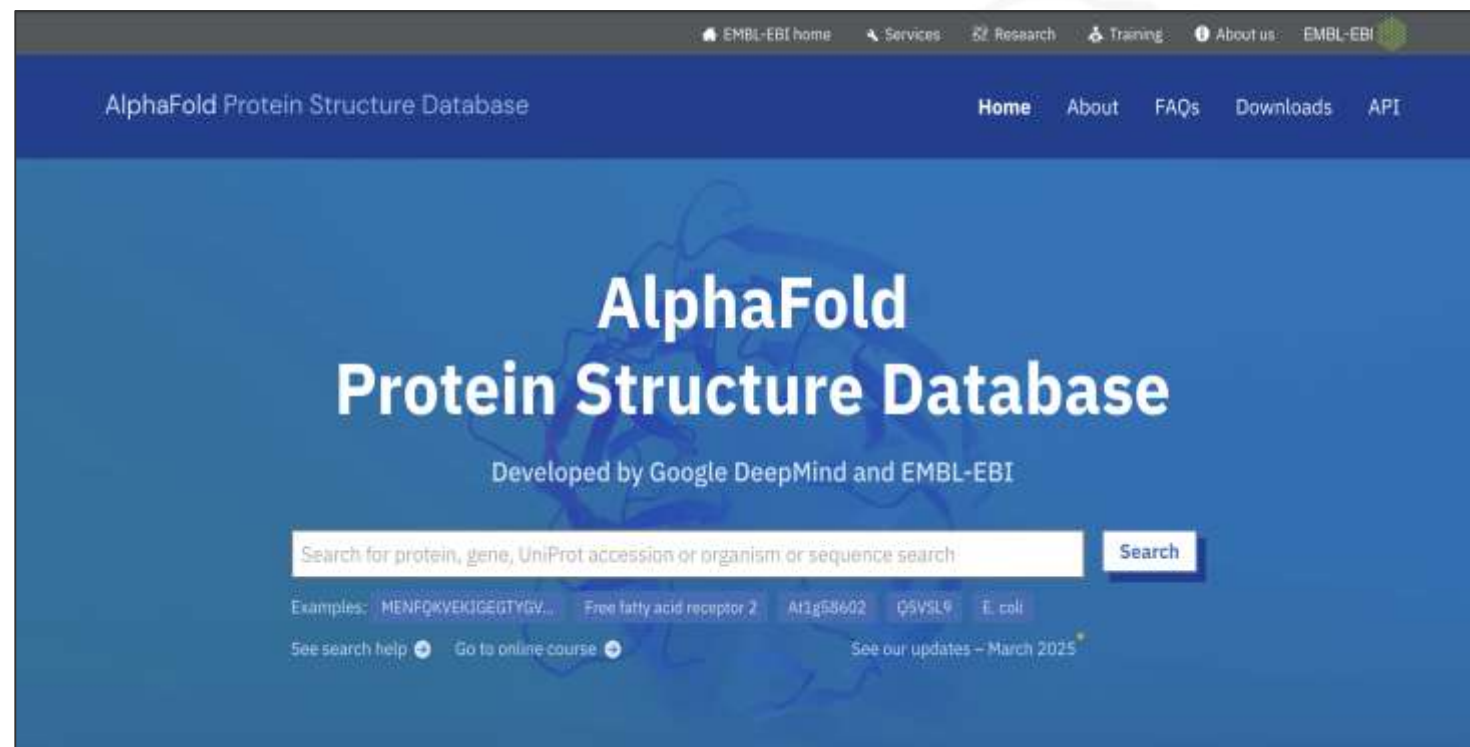 EMBL-EBI home Services Research Training About us EMBL-EBI
AlphaFold Protein Structure Database Home About FAQs Downloads API
AlphaFold
Protein Structure Database
Developed by Google DeepMind and EMBL-EBI
Search for protein, gene, UniProt accession or organism or sequence search Search
Examples: MENFQKVEKIGEGTYGV... Free fatty acid receptor 2 At1g58602 Q5VSL9 E. coli
See search help Go to online course See our updates – March 2025